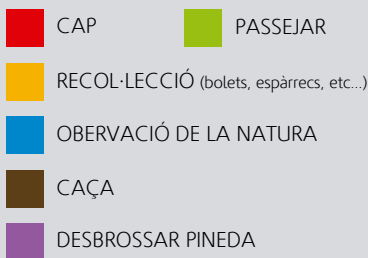 CAP PASSEJAR
RECOL·LECCIÓ (bolets, espàrrecs, etc...)
OBERVACIÓ DE LA NATURA
CAÇA
DESBROSSAR PINEDA